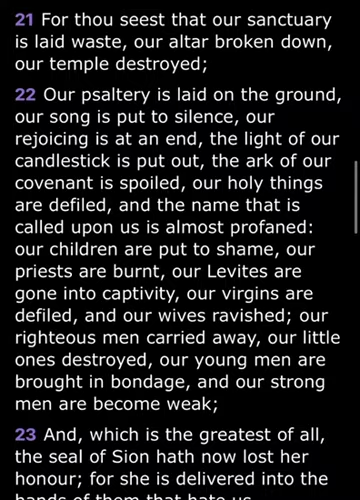 21 For thou seest that our sanctuary
is laid waste, our altar broken down,
our temple destroyed;
22 Our psaltery is laid on the ground,
our song is put to silence, our
rejoicing is at an end, the light of our
candlestick is put out, the ark of our
covenant is spoiled, our holy things
are defiled, and the name that is
called upon us is almost profaned:
our children are put to shame, our
priests are burnt, our Levites are
gone into captivity, our virgins are
defiled, and our wives ravished; our
righteous men carried away, our little
ones destroyed, our young men are
brought in bondage, and our strong
men are become weak;
23 And, which is the greatest of all,
the seal of Sion hath now lost her
honour; for she is delivered into the
hands of them that hate us